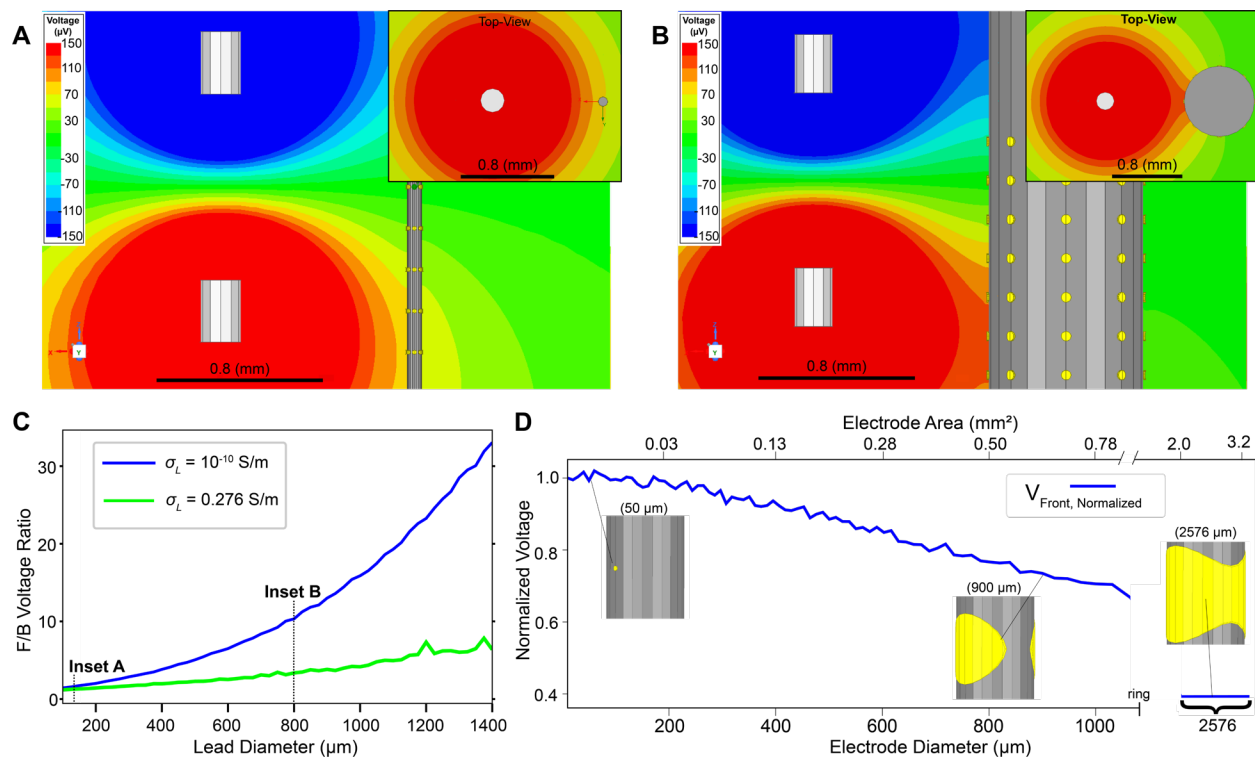 A
Voltage
(µV)
150
110
70
30
-30
-70
-110
-150
Top-View
0.8 (mm)
X
Y
0.8 (mm)
B
Voltage
(µV)
150
110
70
30
-30
-70
-110
-150
Top-View
0.8 (mm)
Y
0.8 (mm)
C
F/B Voltage Ratio
30
20
10
0
σL = 10-10 S/m
σL = 0.276 S/m
Inset A
Inset B
200
400
600
800
1000
1200
1400
Lead Diameter (µm)
D
Electrode Area (mm²)
0.03
0.13
0.28
0.50
0.78
2.0
3.2
Normalized Voltage
1.0
0.8
0.6
0.4
VFront, Normalized
(50 µm)
(900 µm)
(2576 µm)
ring
200
400
600
800
1000
2576
Electrode Diameter (µm)